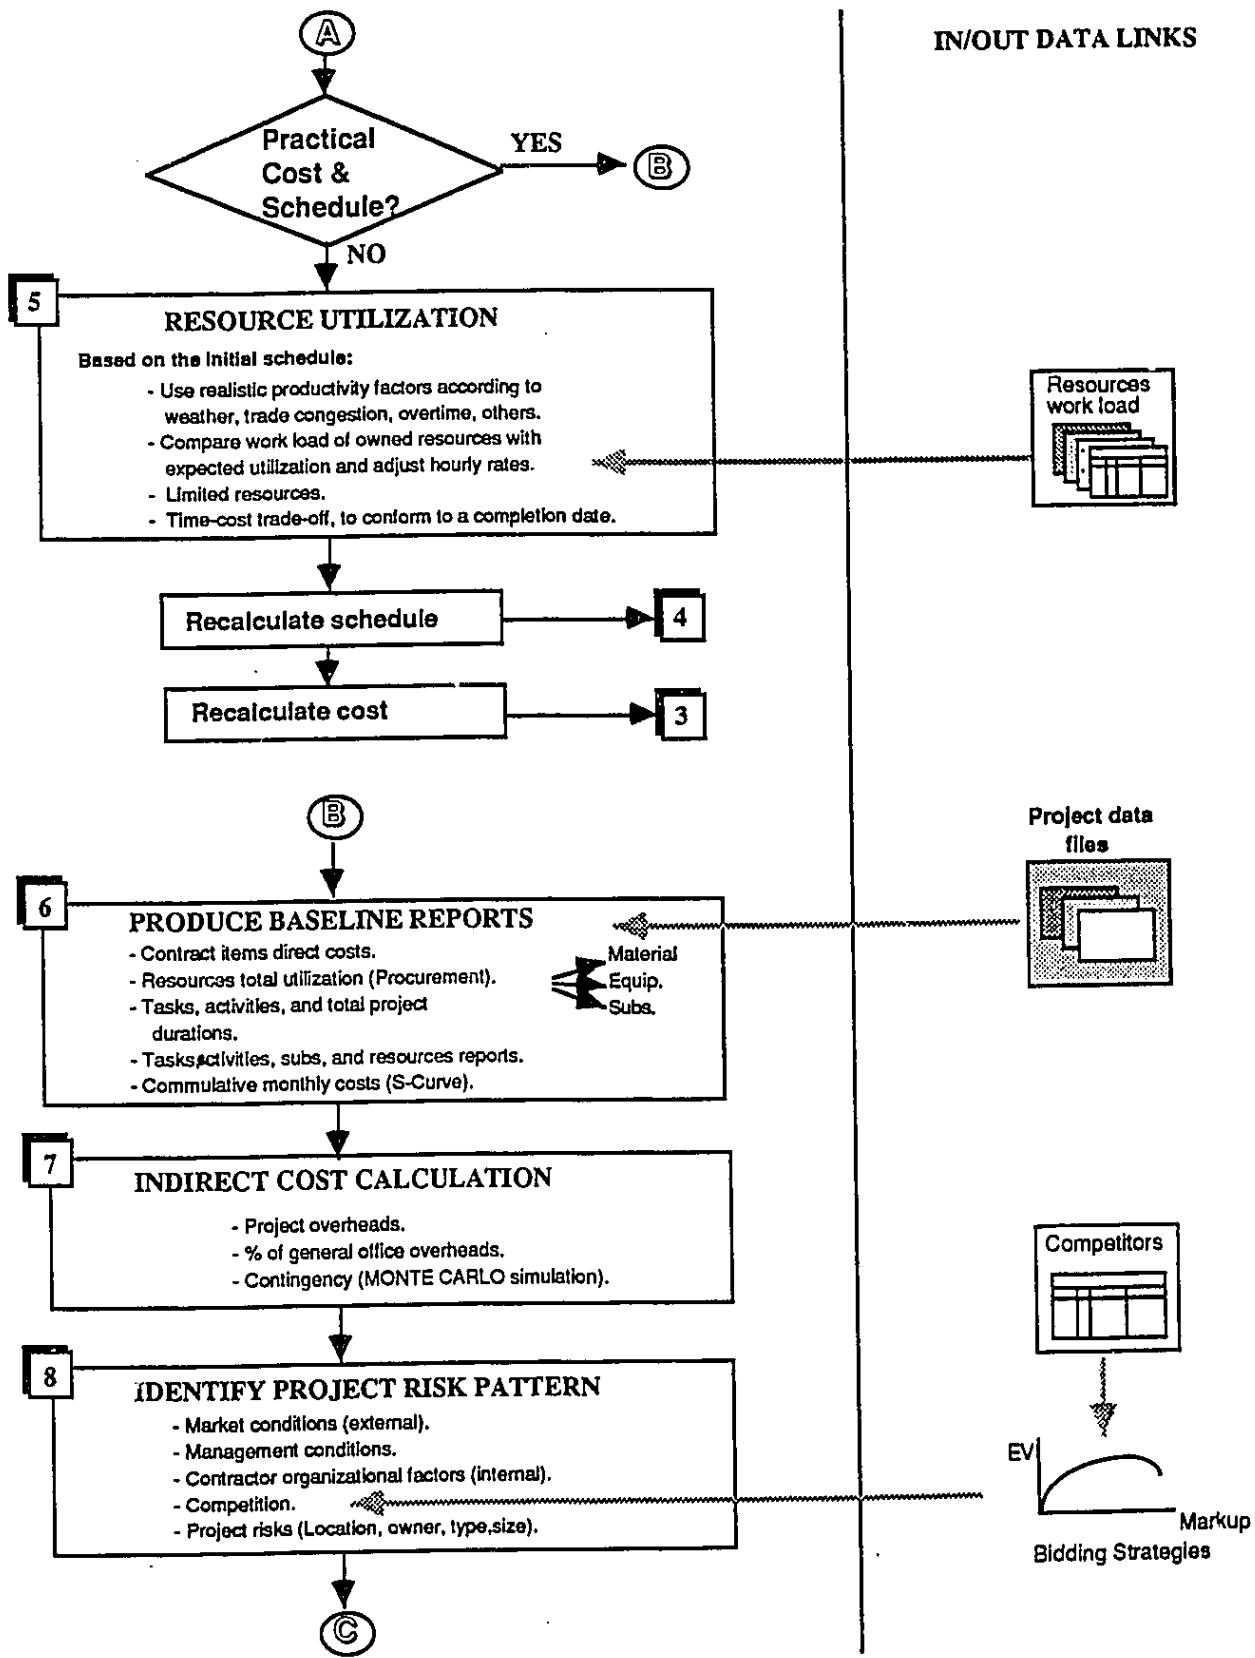 A
IN/OUT DATA LINKS
Practical
Cost &
Schedule?
YES
B
NO
5
RESOURCE UTILIZATION
Based on the initial schedule:
- Use realistic productivity factors according to
weather, trade congestion, overtime, others.
- Compare work load of owned resources with
expected utilization and adjust hourly rates.
- Limited resources.
- Time-cost trade-off, to conform to a completion date.
Resources
work load
Recalculate schedule
4
Recalculate cost
3
B
Project data
files
6
PRODUCE BASELINE REPORTS
- Contract items direct costs.
- Resources total utilization (Procurement).
Material
Equip.
Subs.
- Tasks, activities, and total project
durations.
- Tasks,activities, subs, and resources reports.
- Commulative monthly costs (S-Curve).
7
INDIRECT COST CALCULATION
- Project overheads.
- % of general office overheads.
- Contingency (MONTE CARLO simulation).
Competitors
8
IDENTIFY PROJECT RISK PATTERN
- Market conditions (external).
- Management conditions.
- Contractor organizational factors (internal).
- Competition.
- Project risks (Location, owner, type,size).
EV
Markup
Bidding Strategies
C